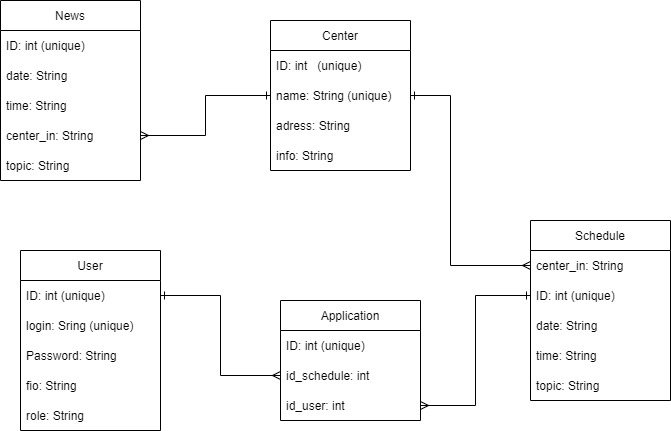 News
ID: int (unique)
date: String
time: String
center_in: String
topic: String
Center
ID: int (unique)
name: String (unique)
adress: String
info: String
User
ID: int (unique)
login: Sring (unique)
Password: String
fio: String
role: String
Application
ID: int (unique)
id_schedule: int
id_user: int
Schedule
center_in: String
ID: int (unique)
date: String
time: String
topic: String